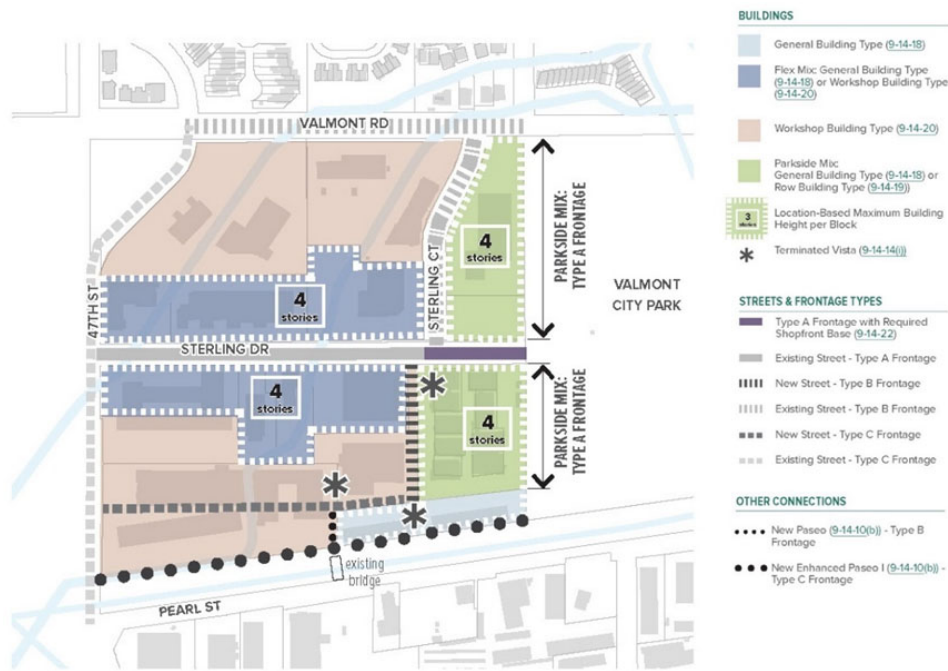 VALMONT RD
47TH ST
STERLING CT
STERLING DR
4
stories
4
stories
4
stories
4
stories
PARKSIDE MIX:
TYPE A FRONTAGE
PARKSIDE MIX:
TYPE A FRONTAGE
VALMONT
CITY PARK
existing
bridge
PEARL ST
BUILDINGS
General Building Type (9-14-18)
Flex Mix: General Building Type
(9-14-18) or Workshop Building Type
(9-14-20)
Workshop Building Type (9-14-20)
Parkside Mix:
General Building Type (9-14-18) or
Row Building Type (9-14-19))
3
stories
Location-Based Maximum Building
Height per Block
Terminated Vista (9-14-14(i))
STREETS & FRONTAGE TYPES
Type A Frontage with Required
Shopfront Base (9-14-22)
Existing Street - Type A Frontage
New Street - Type B Frontage
Existing Street - Type B Frontage
New Street - Type C Frontage
Existing Street - Type C Frontage
OTHER CONNECTIONS
New Paseo (9-14-10(b)) - Type B
Frontage
New Enhanced Paseo I (9-14-10(b)) -
Type C Frontage